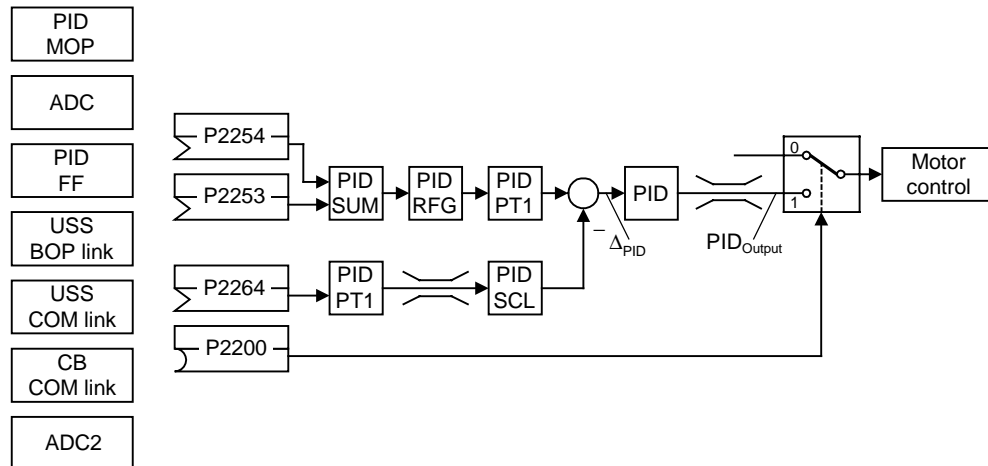 PID
MOP
ADC
PID
FF
USS
BOP link
USS
COM link
CB
COM link
ADC2
P2254
P2253
P2264
P2200
PID
SUM
PID
RFG
PID
PT1
PID
PT1
PID
SCL
−
ΔPID
PID
PIDOutput
0
1
Motor
control